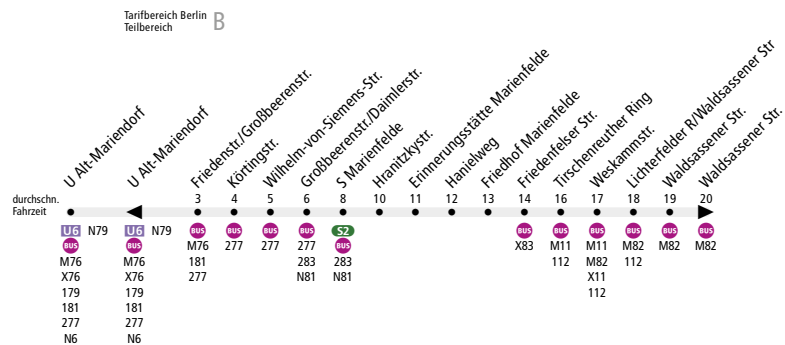 Tarifbereich Berlin
Teilbereich
B
U Alt-Mariendorf
U Alt-Mariendorf
Friedenstr./Großbeerenstr.
Körtingstr.
Wilhelm-von-Siemens-Str.
Großbeerenstr./Daimlerstr.
S Marienfelde
Hranitzkystr.
Erinnerungsstätte Marienfelde
Hanielweg
Friedhof Marienfelde
Friedenfelser Str.
Tirschenreuther Ring
Weskammstr.
Lichterfelder R/Waldsassener Str
Waldsassener Str.
Waldsassener Str.
durchschn.
Fahrzeit
3 4 5 6 8 10 11 12 13 14 16 17 18 19 20
U6 N79
BUS
M76
X76
179
181
277
N6
U6 N79
BUS
M76
X76
179
181
277
N6
BUS
M76
181
277
BUS
277
BUS
277
BUS
277
283
N81
S2
BUS
283
N81
BUS
X83
BUS
M11
112
BUS
M11
M82
X11
112
BUS
M82
112
BUS
M82
BUS
M82